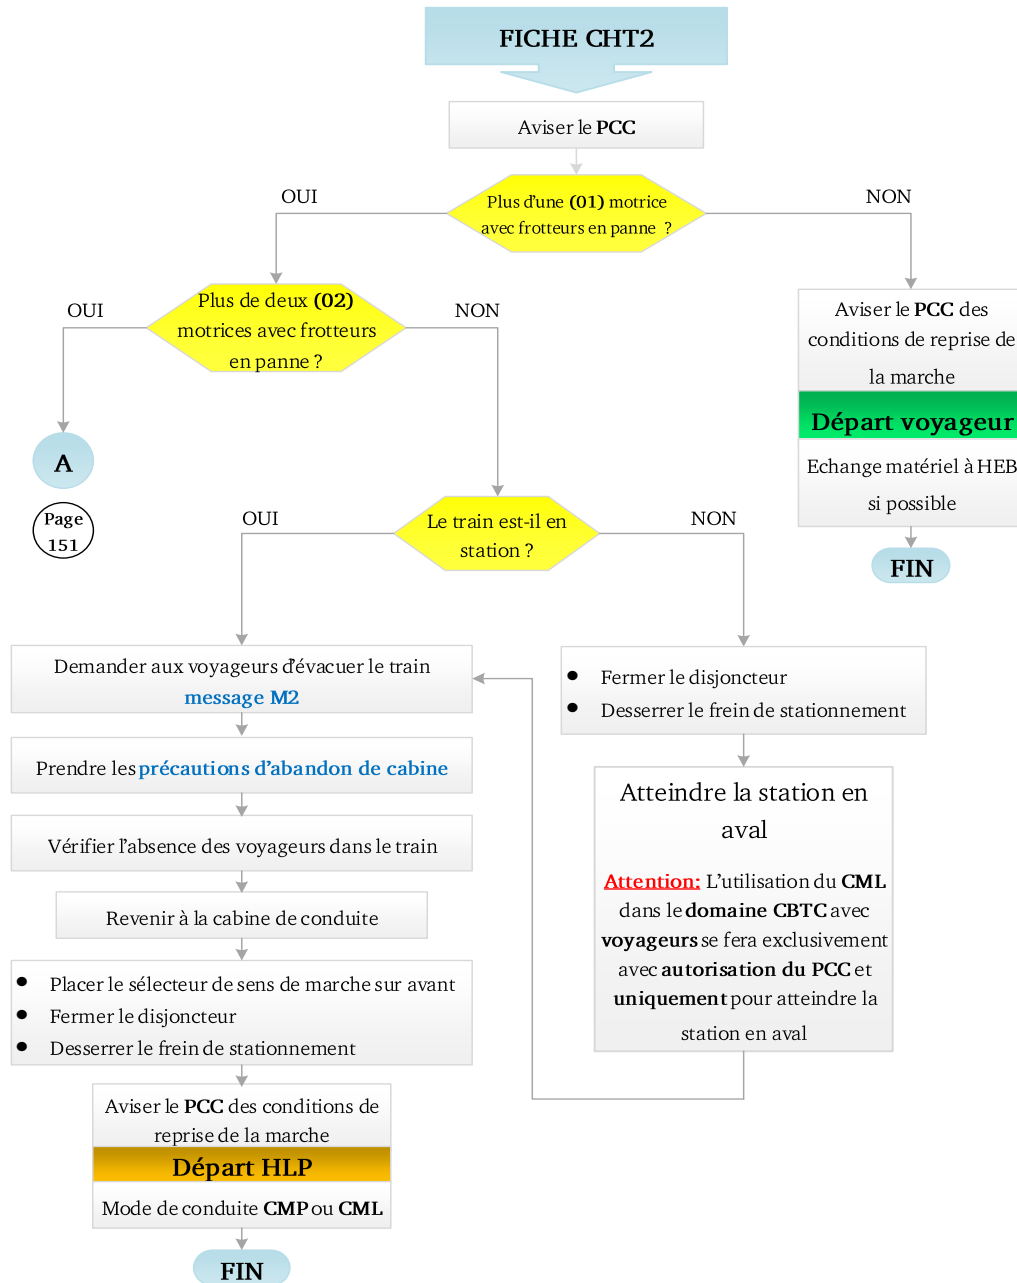 FICHE CHT2
Aviser le PCC
OUI
Plus d'une (01) motrice
avec frotteurs en panne ?
NON
OUI
Plus de deux (02)
motrices avec frotteurs
en panne ?
NON
Aviser le PCC des
conditions de reprise de
la marche
Départ voyageur
Echange matériel à HEB
si possible
FIN
A
Page
151
OUI
Le train est-il en
station ?
NON
Demander aux voyageurs d'évacuer le train
message M2
Prendre les précautions d'abandon de cabine
Vérifier l'absence des voyageurs dans le train
Revenir à la cabine de conduite
• Placer le sélecteur de sens de marche sur avant
• Fermer le disjoncteur
• Desserrer le frein de stationnement
Aviser le PCC des conditions de
reprise de la marche
Départ HLP
Mode de conduite CMP ou CML
FIN
• Fermer le disjoncteur
• Desserrer le frein de stationnement
Atteindre la station en
aval
Attention: L'utilisation du CML
dans le domaine CBTC avec
voyageurs se fera exclusivement
avec autorisation du PCC et
uniquement pour atteindre la
station en aval